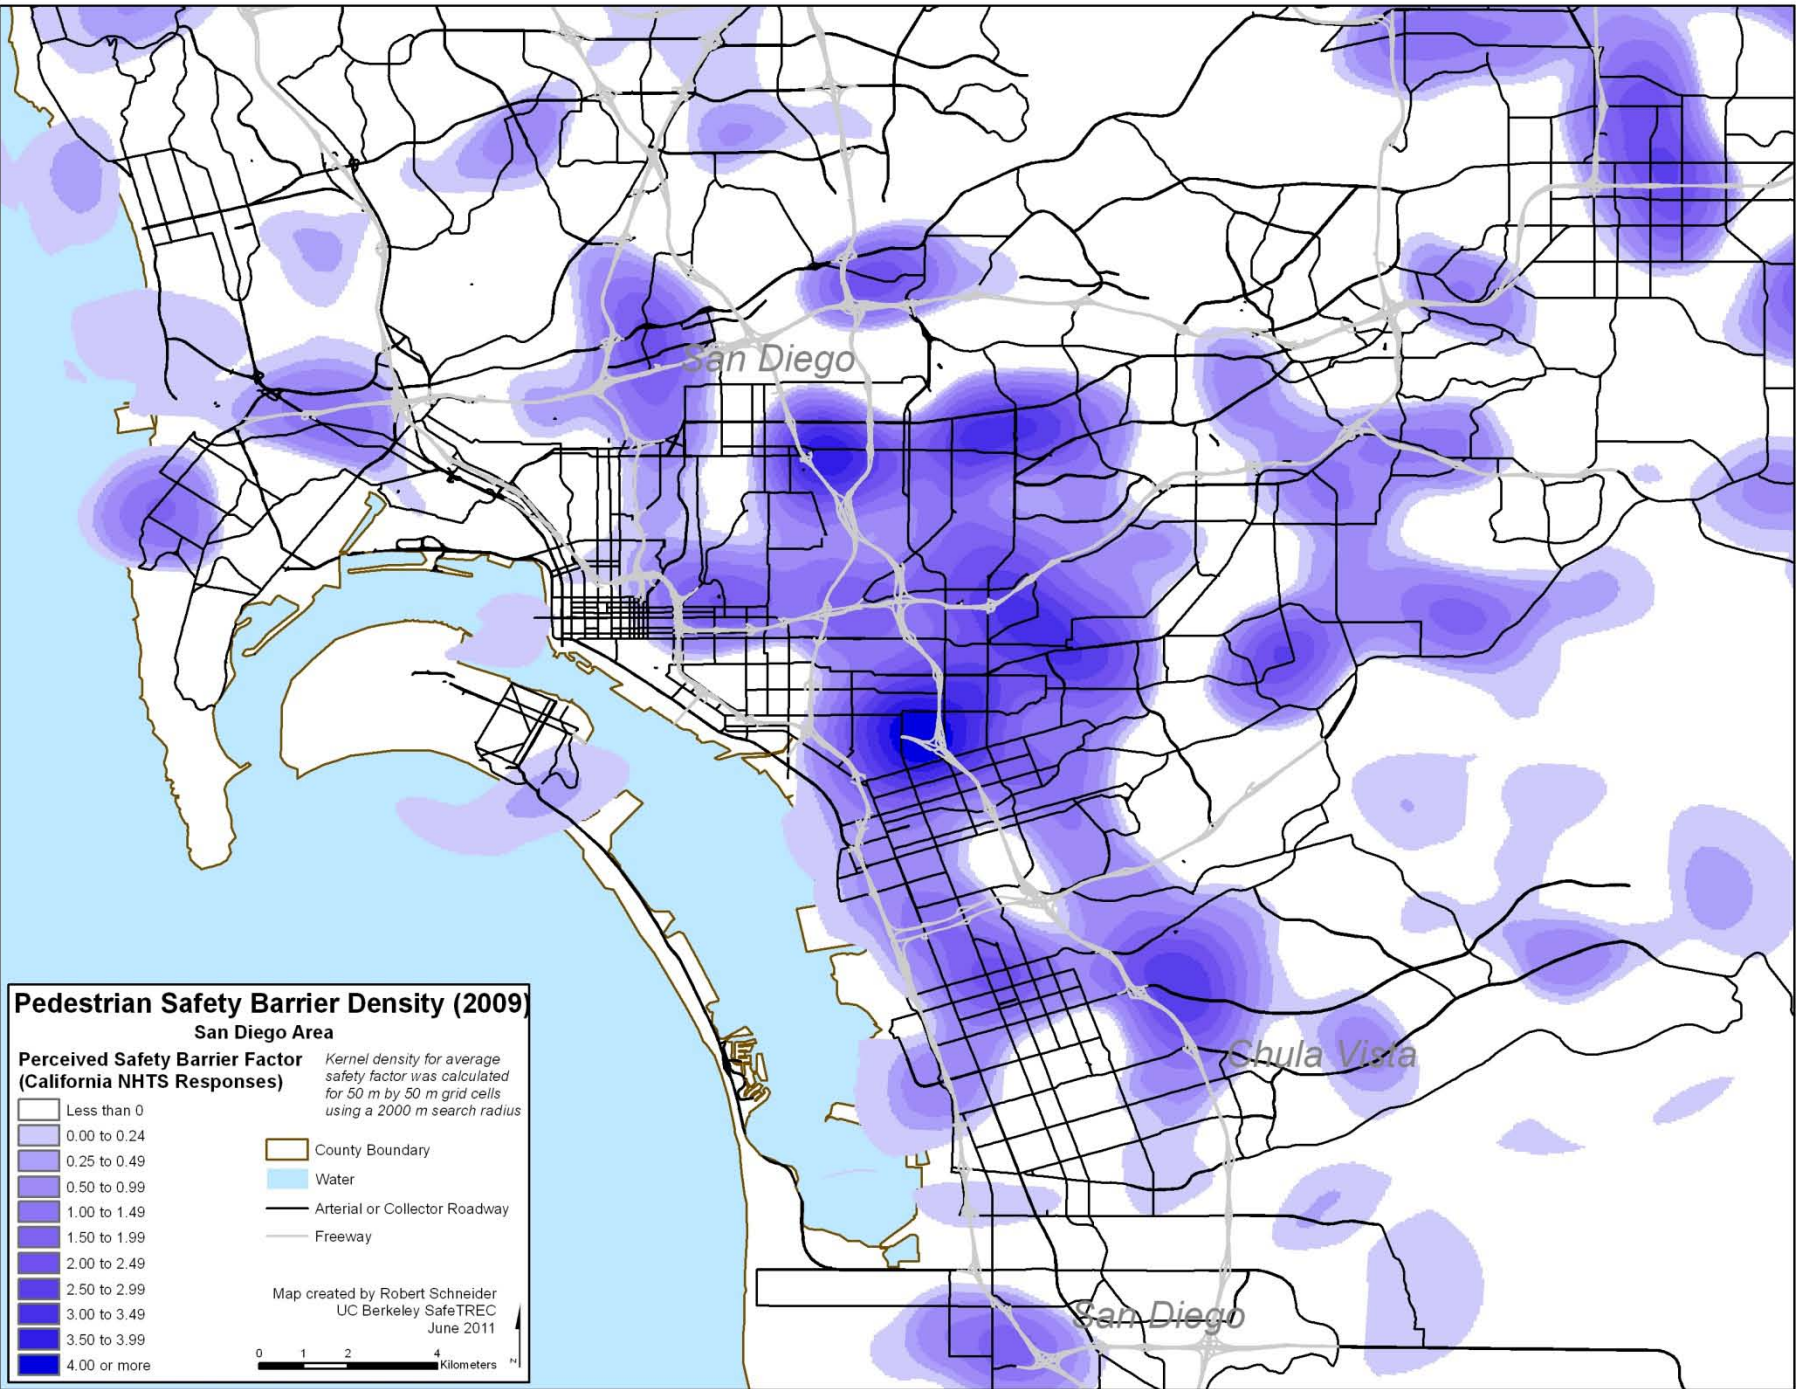 San Diego
Chula Vista
San Diego
Pedestrian Safety Barrier Density (2009)
San Diego Area
Perceived Safety Barrier Factor
(California NHTS Responses)
Less than 0
0.00 to 0.24
0.25 to 0.49
0.50 to 0.99
1.00 to 1.49
1.50 to 1.99
2.00 to 2.49
2.50 to 2.99
3.00 to 3.49
3.50 to 3.99
4.00 or more
Kernel density for average
safety factor was calculated
for 50 m by 50 m grid cells
using a 2000 m search radius
County Boundary
Water
Arterial or Collector Roadway
Freeway
Map created by Robert Schneider
UC Berkeley SafeTREC
June 2011
0 1 2 4
Kilometers
N